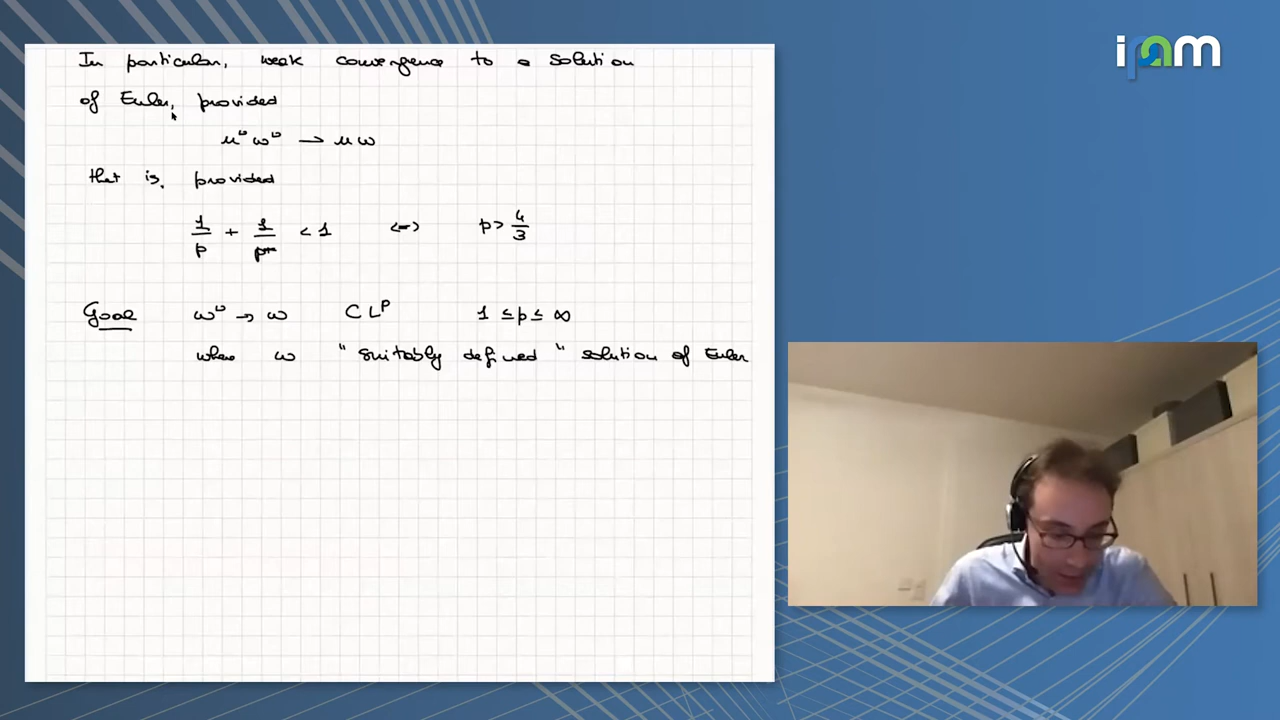 In particular, weak convergence to a solution
of Euler, provided
u^ν ω^ν → u ω
that is, provided
1/p + 1/p* < 1 <=> p > 4/3
Goal ω^ν → ω C L^p 1 ≤ p ≤ ∞
where ω "suitably defined" solution of Euler
ipam